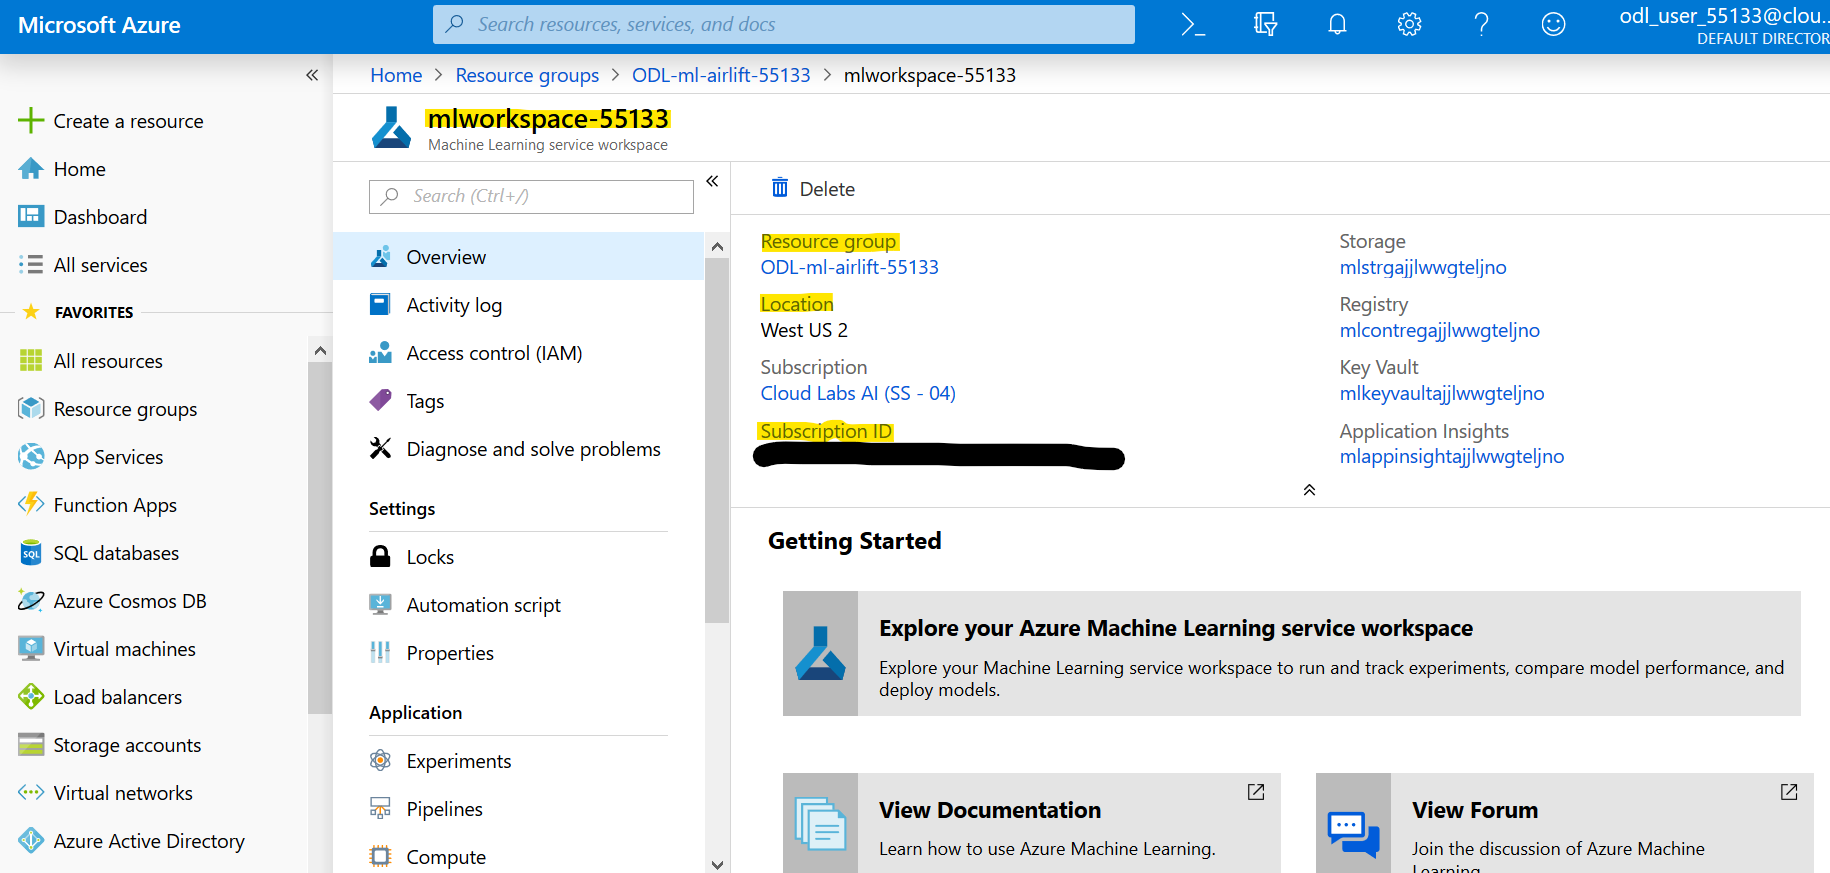 Microsoft Azure
Search resources, services, and docs
odl_user_55133@clou...
DEFAULT DIRECTOR
Home > Resource groups > ODL-ml-airlift-55133 > mlworkspace-55133
mlworkspace-55133
Machine Learning service workspace
Create a resource
Home
Dashboard
All services
FAVORITES
All resources
Resource groups
App Services
Function Apps
SQL databases
Azure Cosmos DB
Virtual machines
Load balancers
Storage accounts
Virtual networks
Azure Active Directory
Search (Ctrl+/)
Overview
Activity log
Access control (IAM)
Tags
Diagnose and solve problems
Settings
Locks
Automation script
Properties
Application
Experiments
Pipelines
Compute
Delete
Resource group
ODL-ml-airlift-55133
Location
West US 2
Subscription
Cloud Labs AI (SS - 04)
Subscription ID
Storage
mlstrgajjlwwgteljno
Registry
mlcontregajjlwwgteljno
Key Vault
mlkeyvaultajjlwwgteljno
Application Insights
mlappinsightajjlwwgteljno
Getting Started
Explore your Azure Machine Learning service workspace
Explore your Machine Learning service workspace to run and track experiments, compare model performance, and
deploy models.
View Documentation
Learn how to use Azure Machine Learning.
View Forum
Join the discussion of Azure Machine
Learning.